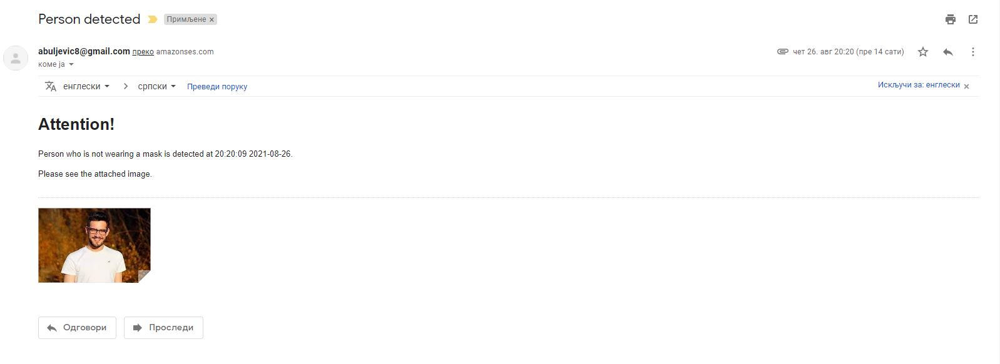 Person detected Примљене ×
abuljevic8@gmail.com преко amazonses.com чет 26. авг 20:20 (пре 14 сати)
коме ја
енглески > српски Преведи поруку Искључи за: енглески ×
Attention!
Person who is not wearing a mask is detected at 20:20:09 2021-08-26.
Please see the attached image.
Одговори Проследи